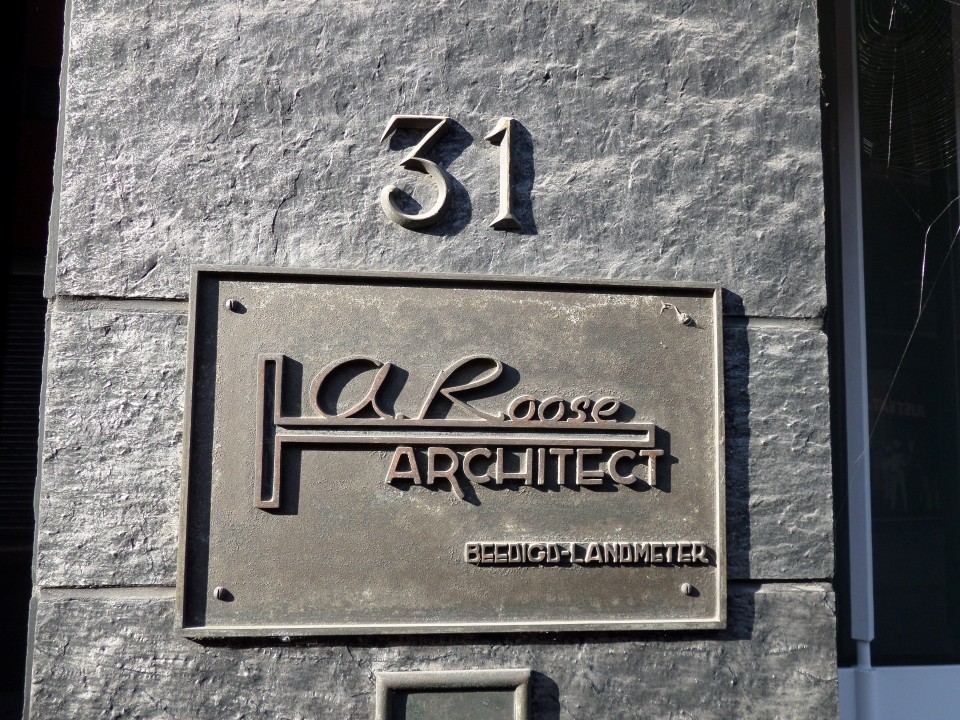 31
A. Roose
ARCHITECT
BEEDIGD-LANDMETER